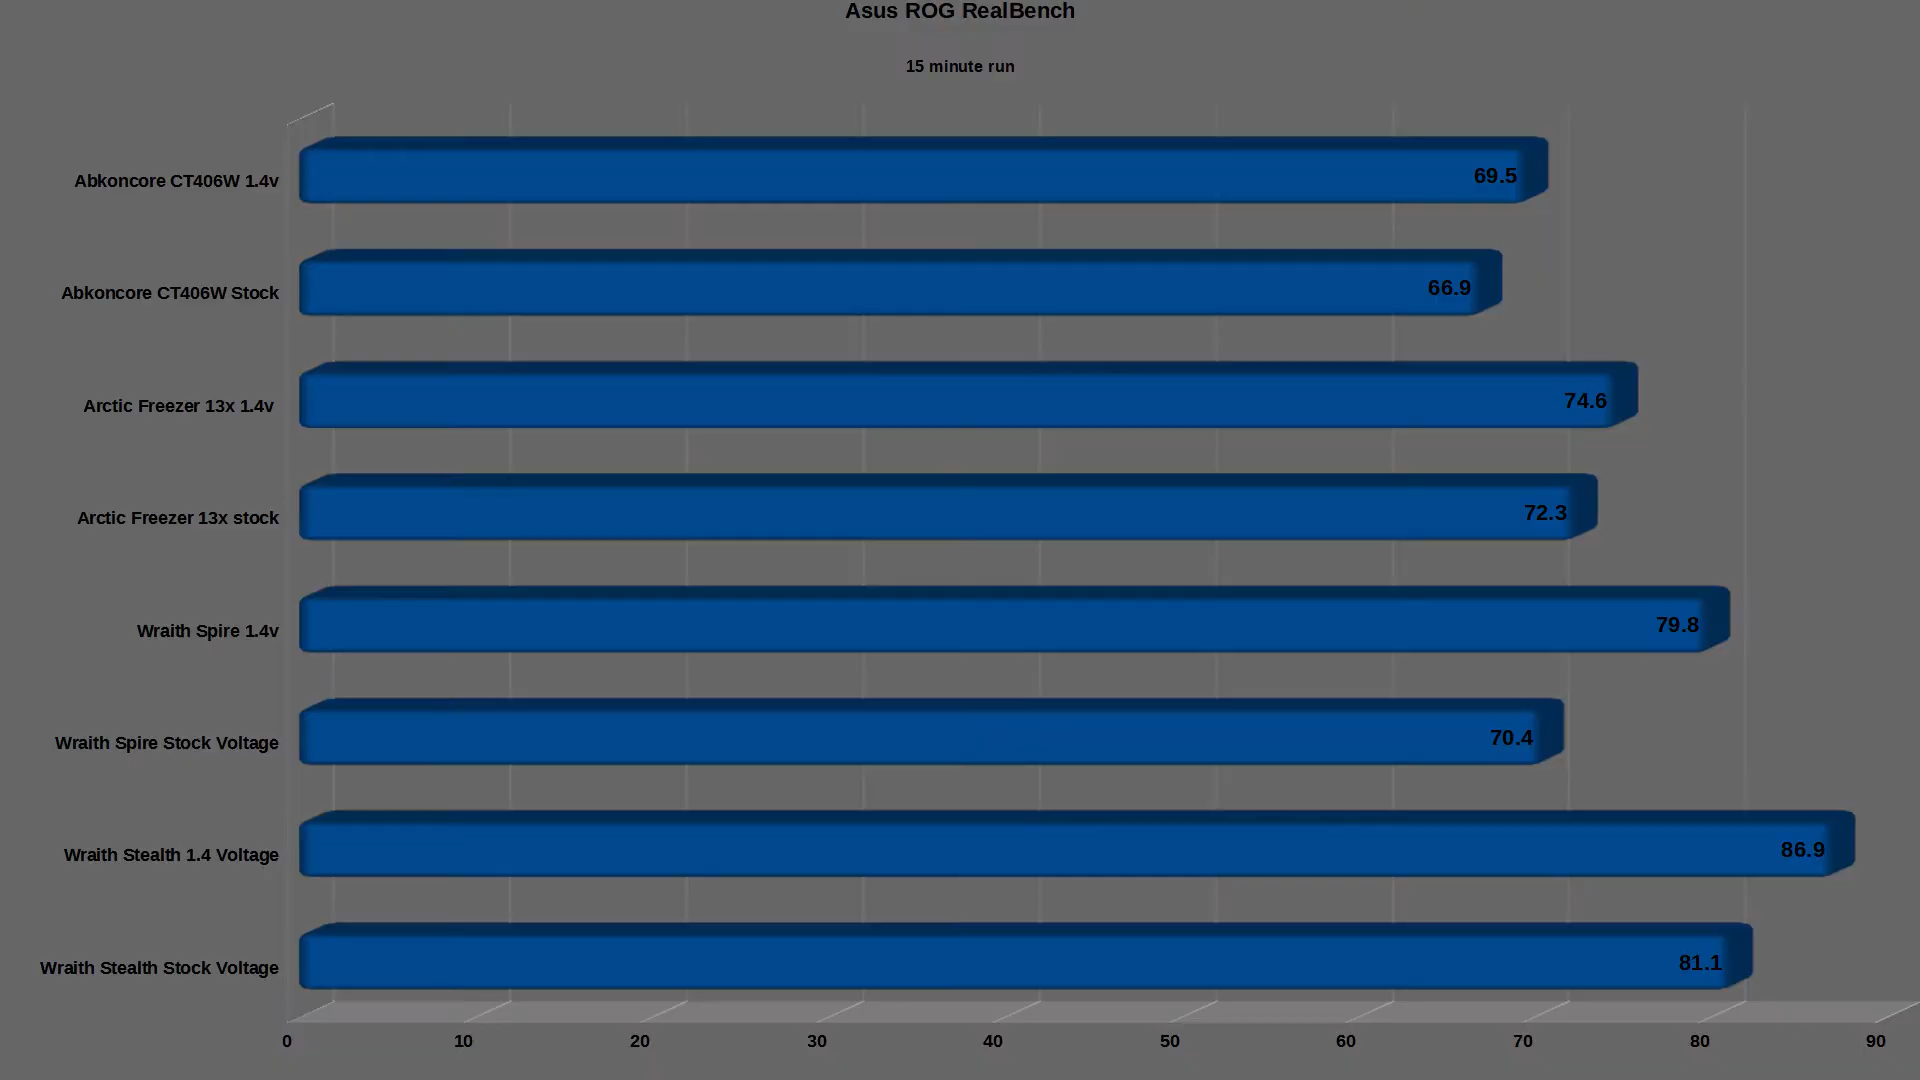 Asus ROG RealBench
15 minute run
Abkoncore CT406W 1.4v
69.5
Abkoncore CT406W Stock
66.9
Arctic Freezer 13x 1.4v
74.6
Arctic Freezer 13x stock
72.3
Wraith Spire 1.4v
79.8
Wraith Spire Stock Voltage
70.4
Wraith Stealth 1.4 Voltage
86.9
Wraith Stealth Stock Voltage
81.1
0 10 20 30 40 50 60 70 80 90